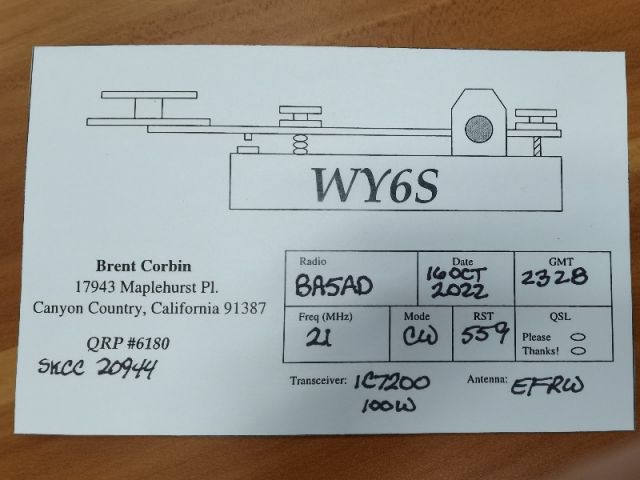 WY6S
Brent Corbin
17943 Maplehurst Pl.
Canyon Country, California 91387
QRP #6180
SKCC 20944
Radio
BA5AD
Date
16 OCT
2022
GMT
2328
Freq (MHz)
21
Mode
CW
RST
559
QSL
Please
Thanks!
Transceiver: IC7200
100W
Antenna: EFRW